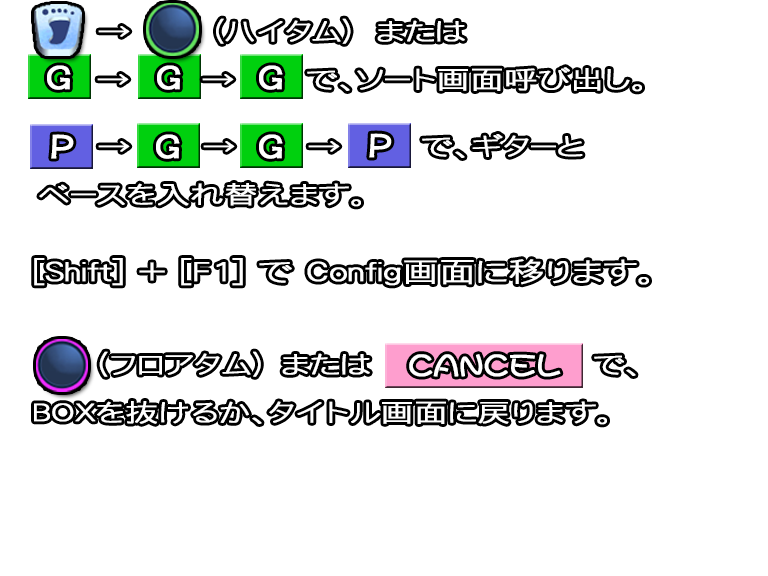 → (ハイタム) または
G → G → G で、ソート画面呼び出し。
P → G → G → P で、ギターと
ベースを入れ替えます。
[Shift] + [F1] で Config画面に移ります。
(フロアタム) または CANCEL で、
BOXを抜けるか、タイトル画面に戻ります。